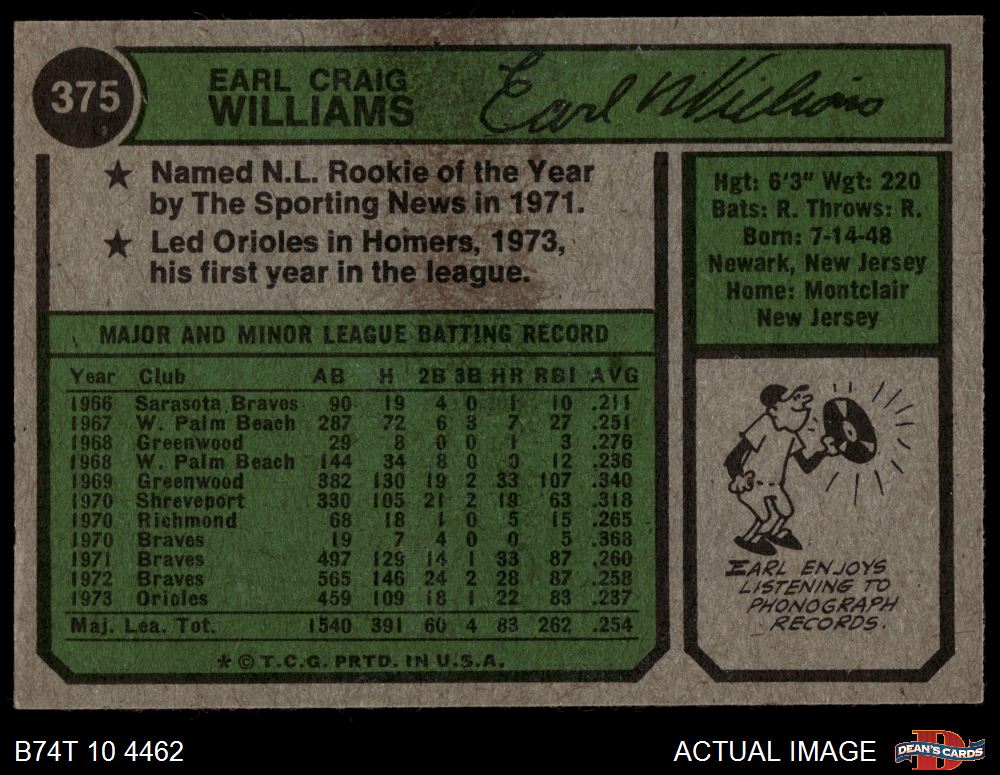 375
EARL CRAIG
WILLIAMS
Earl Williams
★ Named N.L. Rookie of the Year
by The Sporting News in 1971.
★ Led Orioles in Homers, 1973,
his first year in the league.
Hgt: 6'3" Wgt: 220
Bats: R. Throws: R.
Born: 7-14-48
Newark, New Jersey
Home: Montclair
New Jersey
MAJOR AND MINOR LEAGUE BATTING RECORD
Year Club AB H 2B 3B HR RBI AVG
1966 Sarasota Braves 90 19 4 0 1 10 .211
1967 W. Palm Beach 287 72 6 3 7 27 .251
1968 Greenwood 29 8 0 0 1 3 .276
1968 W. Palm Beach 144 34 8 0 0 12 .236
1969 Greenwood 382 130 19 2 33 107 .340
1970 Shreveport 330 105 21 2 19 63 .318
1970 Richmond 68 18 1 0 5 15 .265
1970 Braves 19 7 4 0 0 5 .368
1971 Braves 497 129 14 1 33 87 .260
1972 Braves 565 146 24 2 28 87 .258
1973 Orioles 459 109 18 1 22 83 .237
Maj. Lea. Tot. 1540 391 60 4 83 262 .254
* © T.C.G. PRTD. IN U.S.A.
EARL ENJOYS
LISTENING TO
PHONOGRAPH
RECORDS.
B74T 10 4462
ACTUAL IMAGE
DEAN'S CARDS